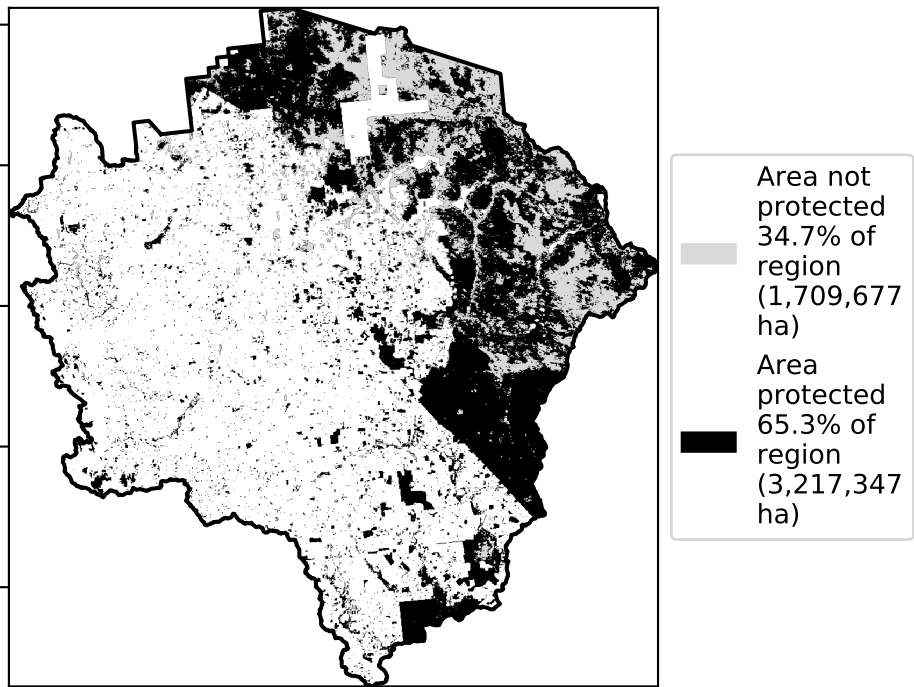 Area not
protected
34.7% of
region
(1,709,677
ha)
Area
protected
65.3% of
region
(3,217,347
ha)